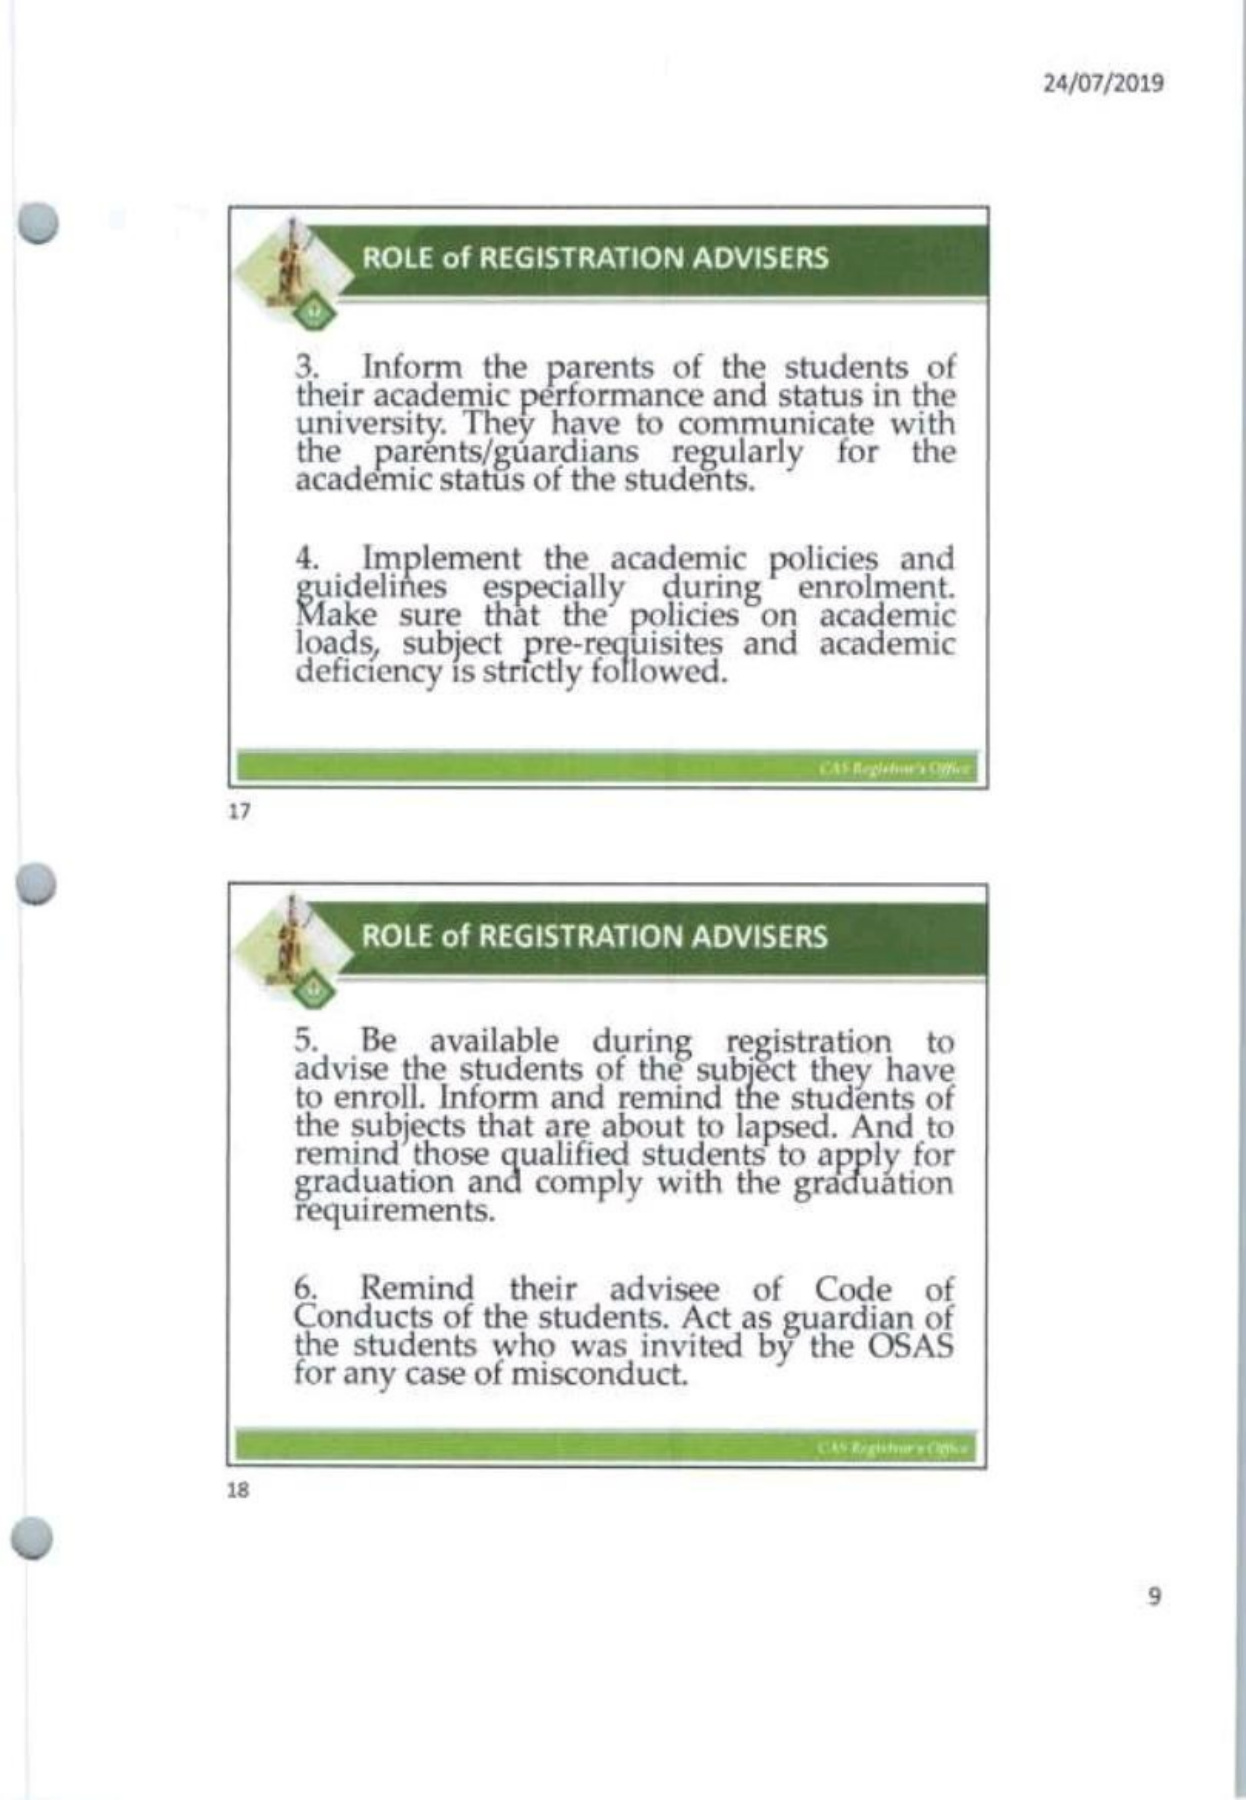 24/07/2019
ROLE of REGISTRATION ADVISERS
3. Inform the parents of the students of
their academic performance and status in the
university. They have to communicate with
the parents/guardians regularly for the
academic status of the students.
4. Implement the academic policies and
guidelines especially during enrolment.
Make sure that the policies on academic
loads, subject pre-requisites and academic
deficiency is strictly followed.
CAS Registrar's Office
17
ROLE of REGISTRATION ADVISERS
5. Be available during registration to
advise the students of the subject they have
to enroll. Inform and remind the students of
the subjects that are about to lapsed. And to
remind those qualified students to apply for
graduation and comply with the graduation
requirements.
6. Remind their advisee of Code of
Conducts of the students. Act as guardian of
the students who was invited by the OSAS
for any case of misconduct.
CAS Registrar's Office
18
9